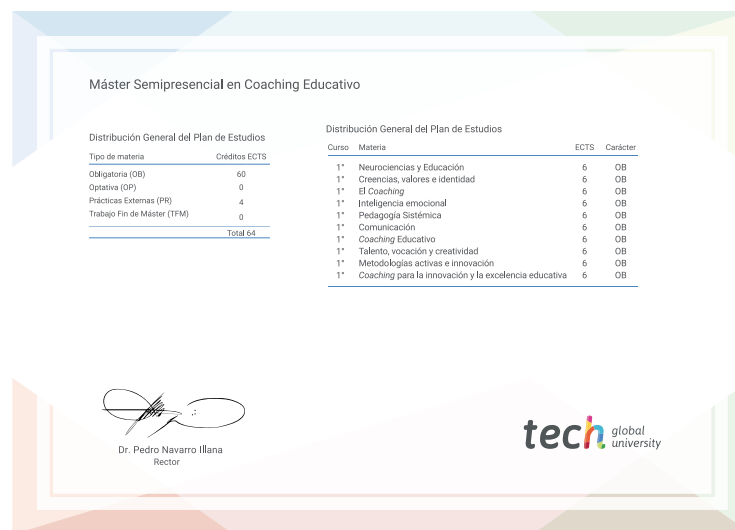 Máster Semipresencial en Coaching Educativo
Distribución General del Plan de Estudios
Tipo de materia Créditos ECTS
Obligatoria (OB) 60
Optativa (OP) 0
Prácticas Externas (PR) 4
Trabajo Fin de Máster (TFM) 0
Total 64
Distribución General del Plan de Estudios
Curso Materia ECTS Carácter
1º Neurociencias y Educación 6 OB
1º Creencias, valores e identidad 6 OB
1º El Coaching 6 OB
1º Inteligencia emocional 6 OB
1º Pedagogía Sistémica 6 OB
1º Comunicación 6 OB
1º Coaching Educativo 6 OB
1º Talento, vocación y creatividad 6 OB
1º Metodologías activas e innovación 6 OB
1º Coaching para la innovación y la excelencia educativa 6 OB
Dr. Pedro Navarro Illana
Rector
tech global
university